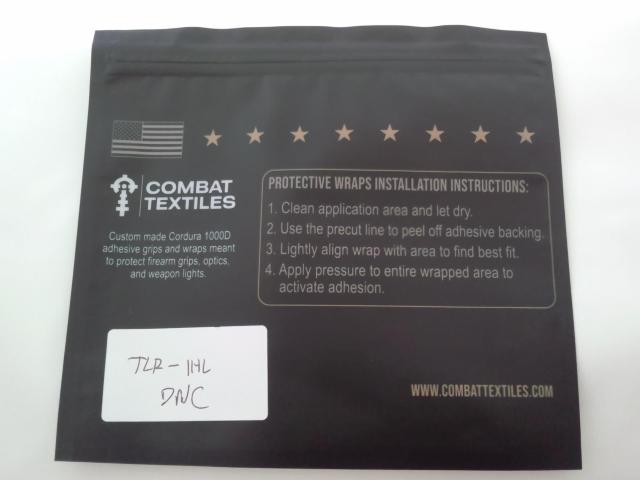 COMBAT
TEXTILES
Custom made Cordura 1000D
adhesive grips and wraps meant
to protect firearm grips, optics,
and weapon lights.
PROTECTIVE WRAPS INSTALLATION INSTRUCTIONS:
1. Clean application area and let dry.
2. Use the precut line to peel off adhesive backing.
3. Lightly align wrap with area to find best fit.
4. Apply pressure to entire wrapped area to
activate adhesion.
TLR-1HL
DNC
WWW.COMBATTEXTILES.COM